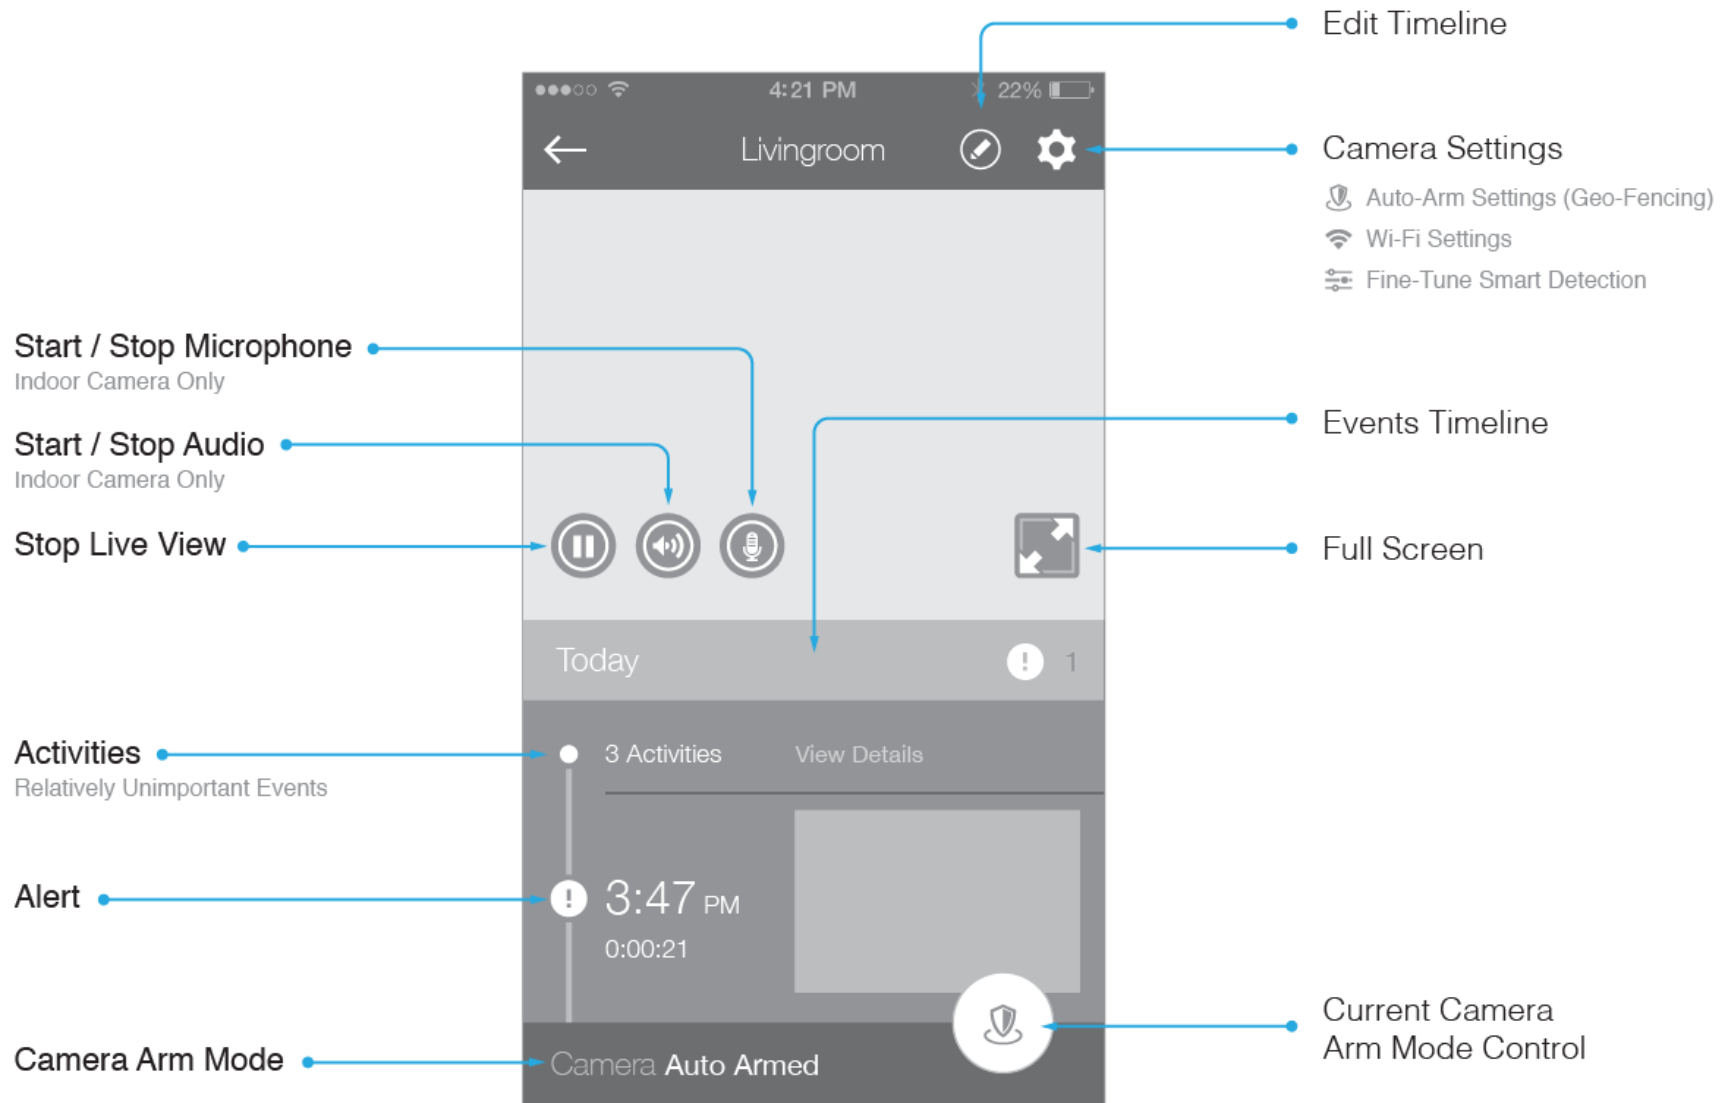 Edit Timeline
4:21 PM
22%
Livingroom
Camera Settings
Auto-Arm Settings (Geo-Fencing)
Wi-Fi Settings
Fine-Tune Smart Detection
Start / Stop Microphone
Indoor Camera Only
Start / Stop Audio
Indoor Camera Only
Stop Live View
Events Timeline
Full Screen
Today
! 1
Activities
Relatively Unimportant Events
3 Activities View Details
Alert
! 3:47 PM
0:00:21
Camera Arm Mode
Camera Auto Armed
Current Camera
Arm Mode Control